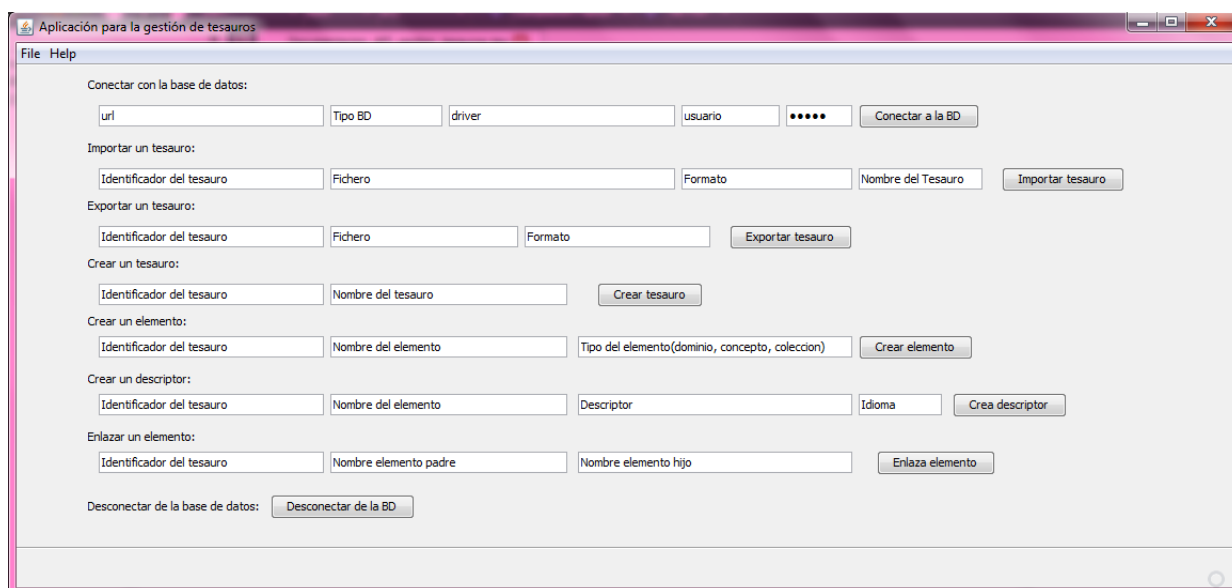 Aplicación para la gestión de tesauros
File Help
Conectar con la base de datos:
url Tipo BD driver usuario ●●●●● Conectar a la BD
Importar un tesauro:
Identificador del tesauro Fichero Formato Nombre del Tesauro Importar tesauro
Exportar un tesauro:
Identificador del tesauro Fichero Formato Exportar tesauro
Crear un tesauro:
Identificador del tesauro Nombre del tesauro Crear tesauro
Crear un elemento:
Identificador del tesauro Nombre del elemento Tipo del elemento(dominio, concepto, coleccion) Crear elemento
Crear un descriptor:
Identificador del tesauro Nombre del elemento Descriptor Idioma Crea descriptor
Enlazar un elemento:
Identificador del tesauro Nombre elemento padre Nombre elemento hijo Enlaza elemento
Desconectar de la base de datos: Desconectar de la BD